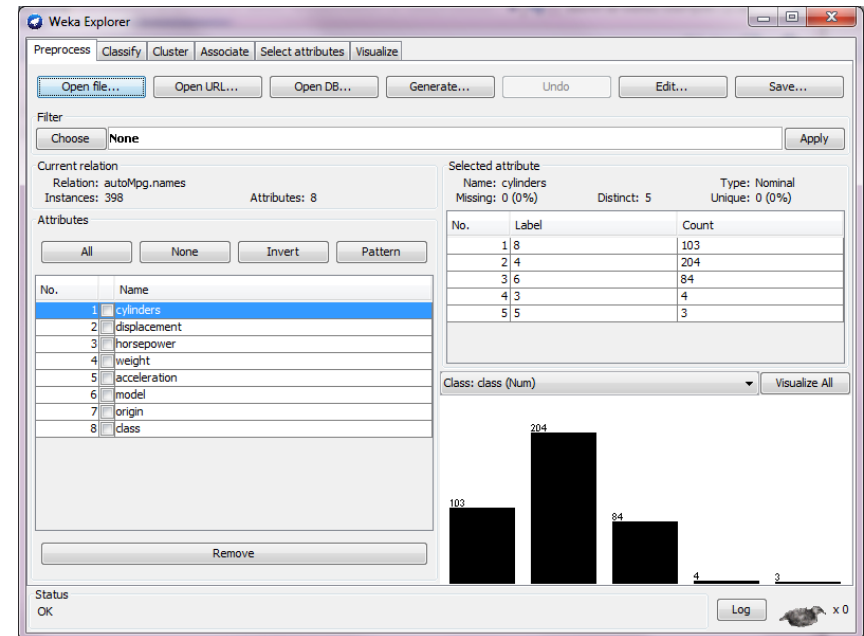 Weka Explorer
Preprocess Classify Cluster Associate Select attributes Visualize
Open file... Open URL... Open DB... Generate... Undo Edit... Save...
Filter
Choose None Apply
Current relation
Relation: autoMpg.names
Instances: 398 Attributes: 8
Attributes
All None Invert Pattern
No. Name
1 cylinders
2 displacement
3 horsepower
4 weight
5 acceleration
6 model
7 origin
8 class
Remove
Selected attribute
Name: cylinders Type: Nominal
Missing: 0 (0%) Distinct: 5 Unique: 0 (0%)
No. Label Count
1 8 103
2 4 204
3 6 84
4 3 4
5 5 3
Class: class (Num) Visualize All
204
103
84
4 3
Status
OK Log x 0